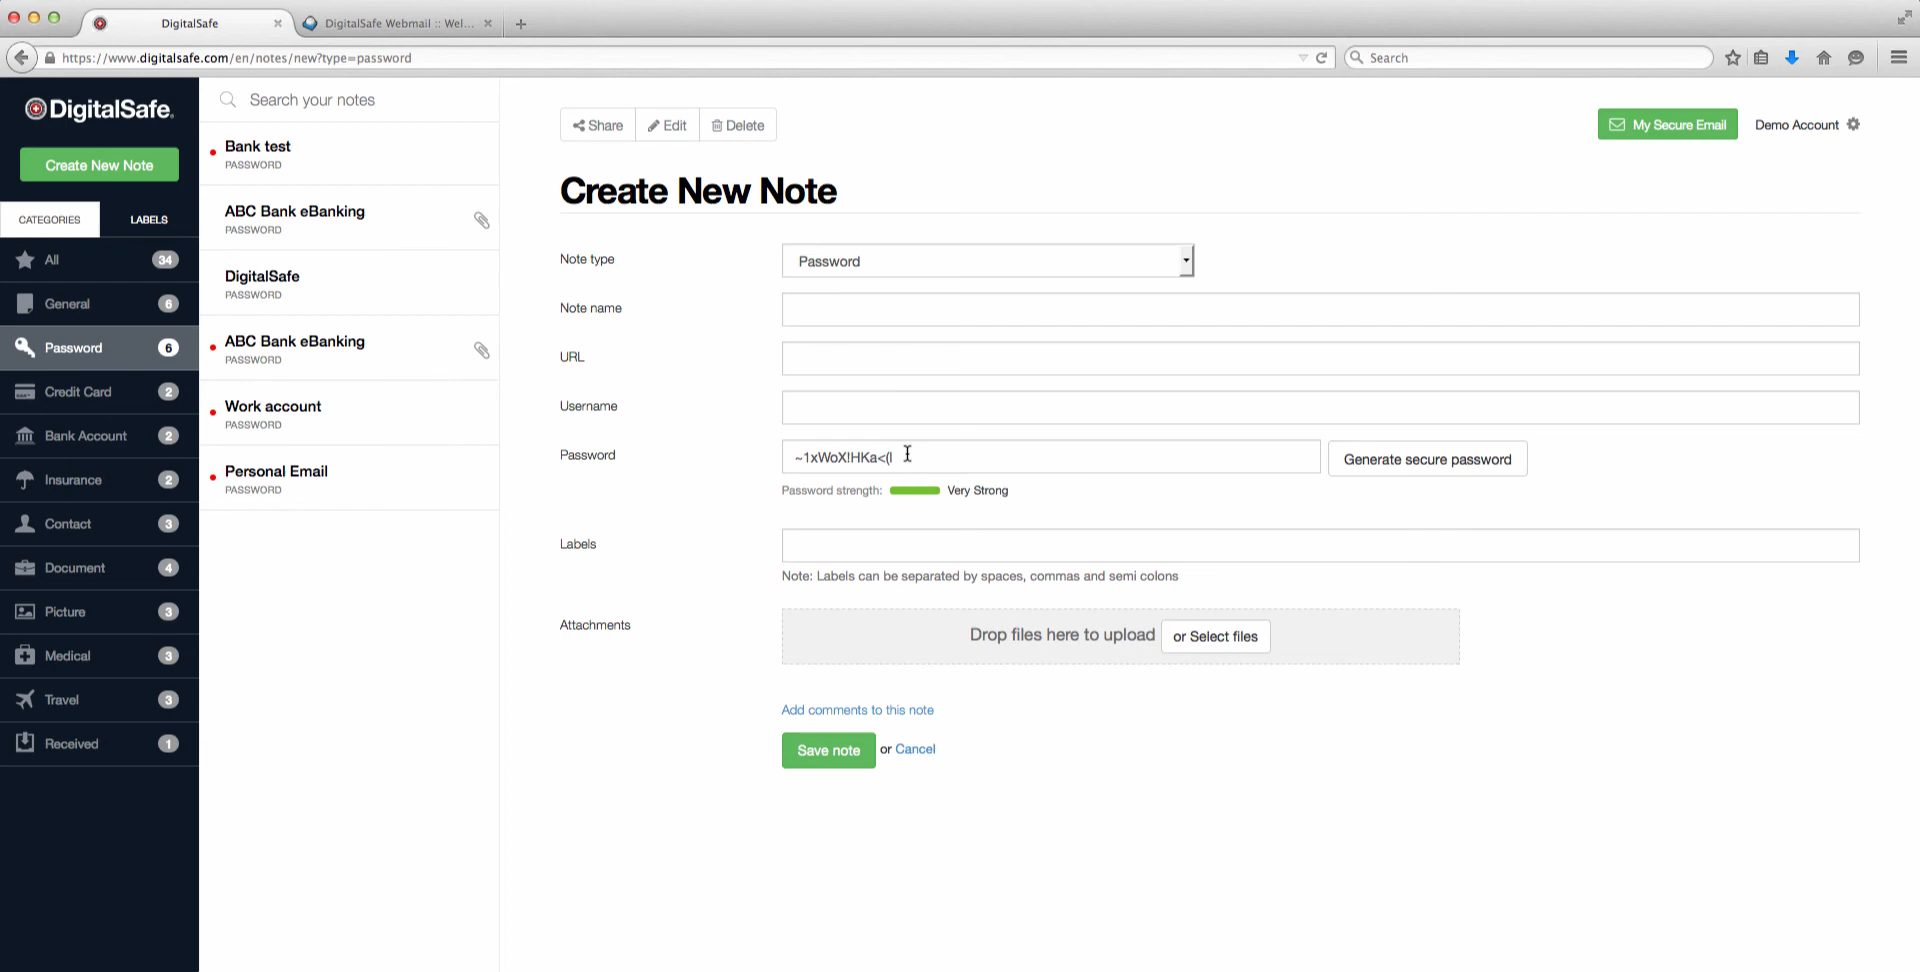 DigitalSafe
DigitalSafe Webmail :: Wel...
https://www.digitalsafe.com/en/notes/new?type=password
Search
DigitalSafe.
Create New Note
CATEGORIES
LABELS
All
34
General
6
Password
6
Credit Card
2
Bank Account
2
Insurance
2
Contact
3
Document
4
Picture
3
Medical
3
Travel
3
Received
1
Search your notes
Bank test
PASSWORD
ABC Bank eBanking
PASSWORD
DigitalSafe
PASSWORD
ABC Bank eBanking
PASSWORD
Work account
PASSWORD
Personal Email
PASSWORD
Share
Edit
Delete
My Secure Email
Demo Account
Create New Note
Note type
Password
Note name
URL
Username
Password
Generate secure password
Password strength:
Very Strong
Labels
Note: Labels can be separated by spaces, commas and semi colons
Attachments
Drop files here to upload
or Select files
Add comments to this note
Save note
or Cancel